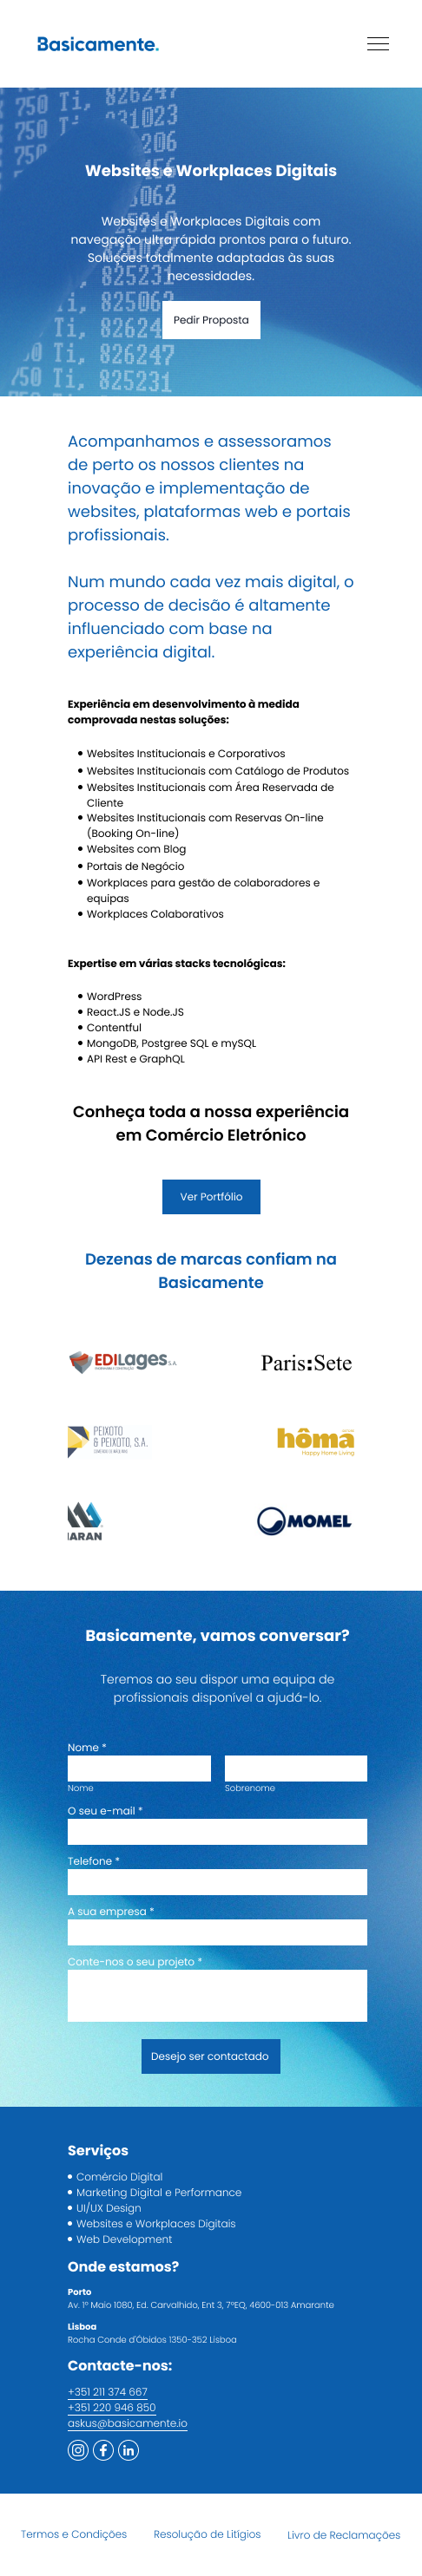 Basicamente.
Websites e Workplaces Digitais
Websites e Workplaces Digitais com
navegação ultra rápida prontos para o futuro.
Soluções totalmente adaptadas às suas
necessidades.
Pedir Proposta
Acompanhamos e assessoramos
de perto os nossos clientes na
inovação e implementação de
websites, plataformas web e portais
profissionais.
Num mundo cada vez mais digital, o
processo de decisão é altamente
influenciado com base na
experiência digital.
Experiência em desenvolvimento à medida
comprovada nestas soluções:
Websites Institucionais e Corporativos
Websites Institucionais com Catálogo de Produtos
Websites Institucionais com Área Reservada de
Cliente
Websites Institucionais com Reservas On-line
(Booking On-line)
Websites com Blog
Portais de Negócio
Workplaces para gestão de colaboradores e
equipas
Workplaces Colaborativos
Expertise em várias stacks tecnológicas:
WordPress
React.JS e Node.JS
Contentful
MongoDB, Postgree SQL e mySQL
API Rest e GraphQL
Conheça toda a nossa experiência
em Comércio Eletrónico
Ver Portfólio
Dezenas de marcas confiam na
Basicamente
EDILages S.A.
Paris:Sete
PEIXOTO
& PEIXOTO, S.A.
hôma
Happy Home Living
MOMEL
Basicamente, vamos conversar?
Teremos ao seu dispor uma equipa de
profissionais disponível a ajudá-lo.
Nome *
Nome
Sobrenome
O seu e-mail *
Telefone *
A sua empresa *
Conte-nos o seu projeto *
Desejo ser contactado
Serviços
Comércio Digital
Marketing Digital e Performance
UI/UX Design
Websites e Workplaces Digitais
Web Development
Onde estamos?
Porto
Av. 1º Maio 1080, Ed. Carvalhido, Ent 3, 7ºEQ, 4600-013 Amarante
Lisboa
Rocha Conde d'Óbidos 1350-352 Lisboa
Contacte-nos:
+351 211 374 667
+351 220 946 850
askus@basicamente.io
Termos e Condições
Resolução de Litígios
Livro de Reclamações